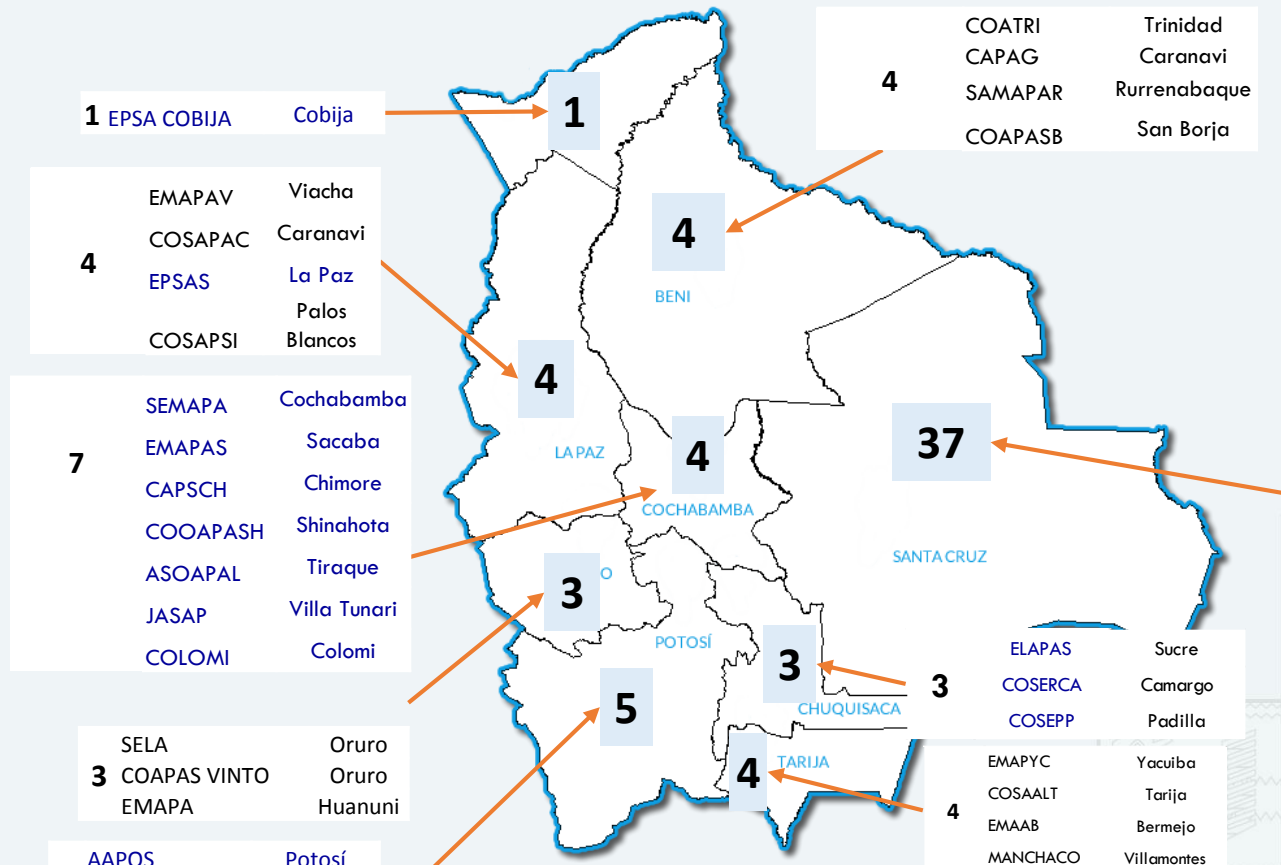 COATRI Trinidad
CAPAG Caranavi
4
SAMAPAR Rurrenabaque
COAPASB San Borja
1 EPSA COBIJA Cobija
1
EMAPAV Viacha
COSAPAC Caranavi
4
EPSAS La Paz
COSAPSI Palos
Blancos
4
BENI
SEMAPA Cochabamba
EMAPAS Sacaba
7
CAPSCH Chimore
COOAPASH Shinahota
ASOAPAL Tiraque
JASAP Villa Tunari
COLOMI Colomi
4
LA PAZ
4
COCHABAMBA
37
SANTA CRUZ
3
O
POTOSÍ
5
3
CHUQUISACA
4
TARIJA
ELAPAS Sucre
3 COSERCA Camargo
COSEPP Padilla
SELA Oruro
3 COAPAS VINTO Oruro
EMAPA Huanuni
EMAPYC Yacuiba
COSAALT Tarija
4
EMAAB Bermejo
MANCHACO Villamontes
AAPOS Potosí